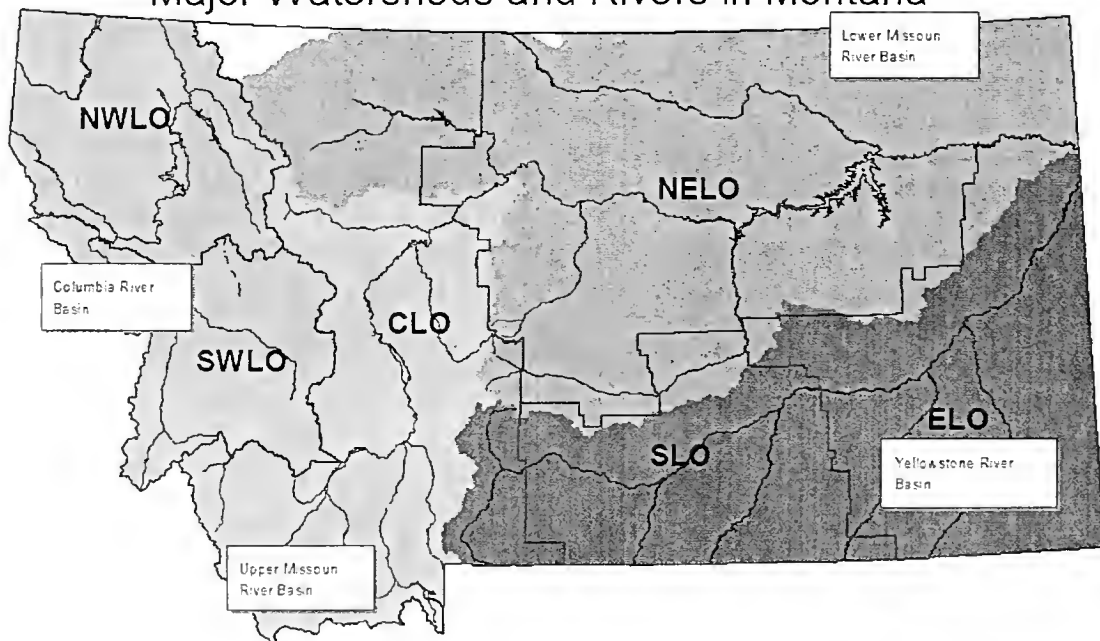 Major Watersheds and Rivers in Montana
Lower Missouri
River Basin
NWLO
NELO
Columbia River
Basin
CLO
SWLO
ELO
SLO
Yellowstone River
Basin
Upper Missouri
River Basin